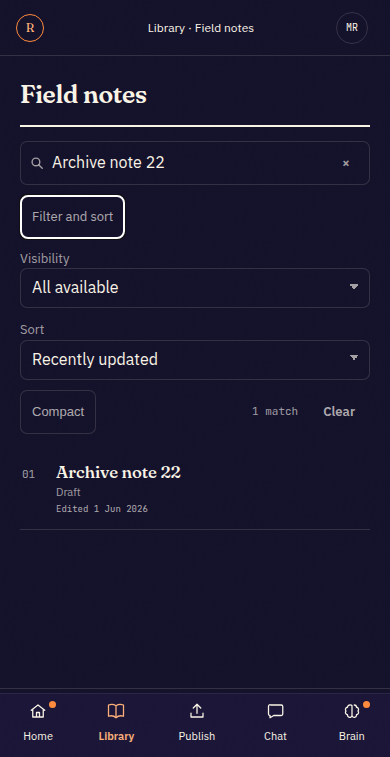 R
Library · Field notes
MR
Field notes
Archive note 22
×
Filter and sort
Visibility
All available
Sort
Recently updated
Compact
1 match
Clear
01
Archive note 22
Draft
Edited 1 Jun 2026
Home
Library
Publish
Chat
Brain